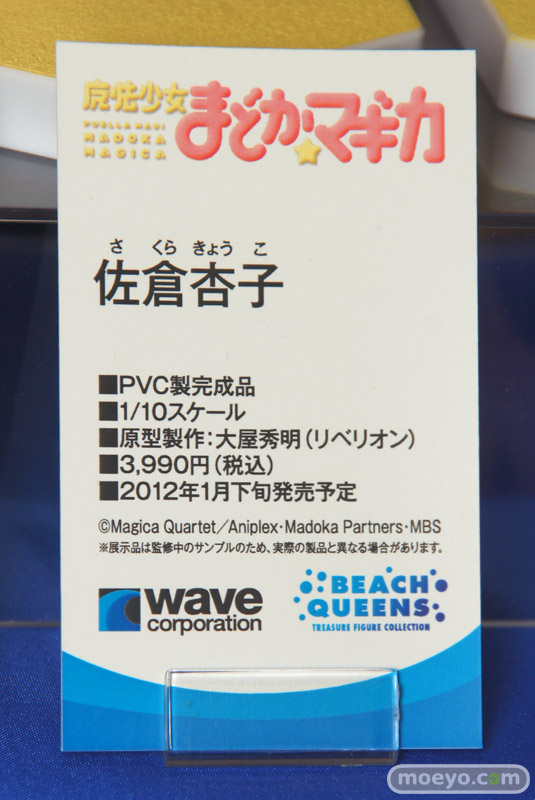 魔法少女
まどか☆マギカ
PUELLA MAGI
MADOKA
MAGICA
さ くら きょう こ
佐倉杏子
■PVC製完成品
■1/10スケール
■原型製作：大屋秀明（リベリオン）
■3,990円（税込）
■2012年1月下旬発売予定
©Magica Quartet／Aniplex・Madoka Partners・MBS
※展示品は監修中のサンプルのため、実際の製品と異なる場合があります。
wave
corporation
BEACH
QUEENS
TREASURE FIGURE COLLECTION
moeyo.com